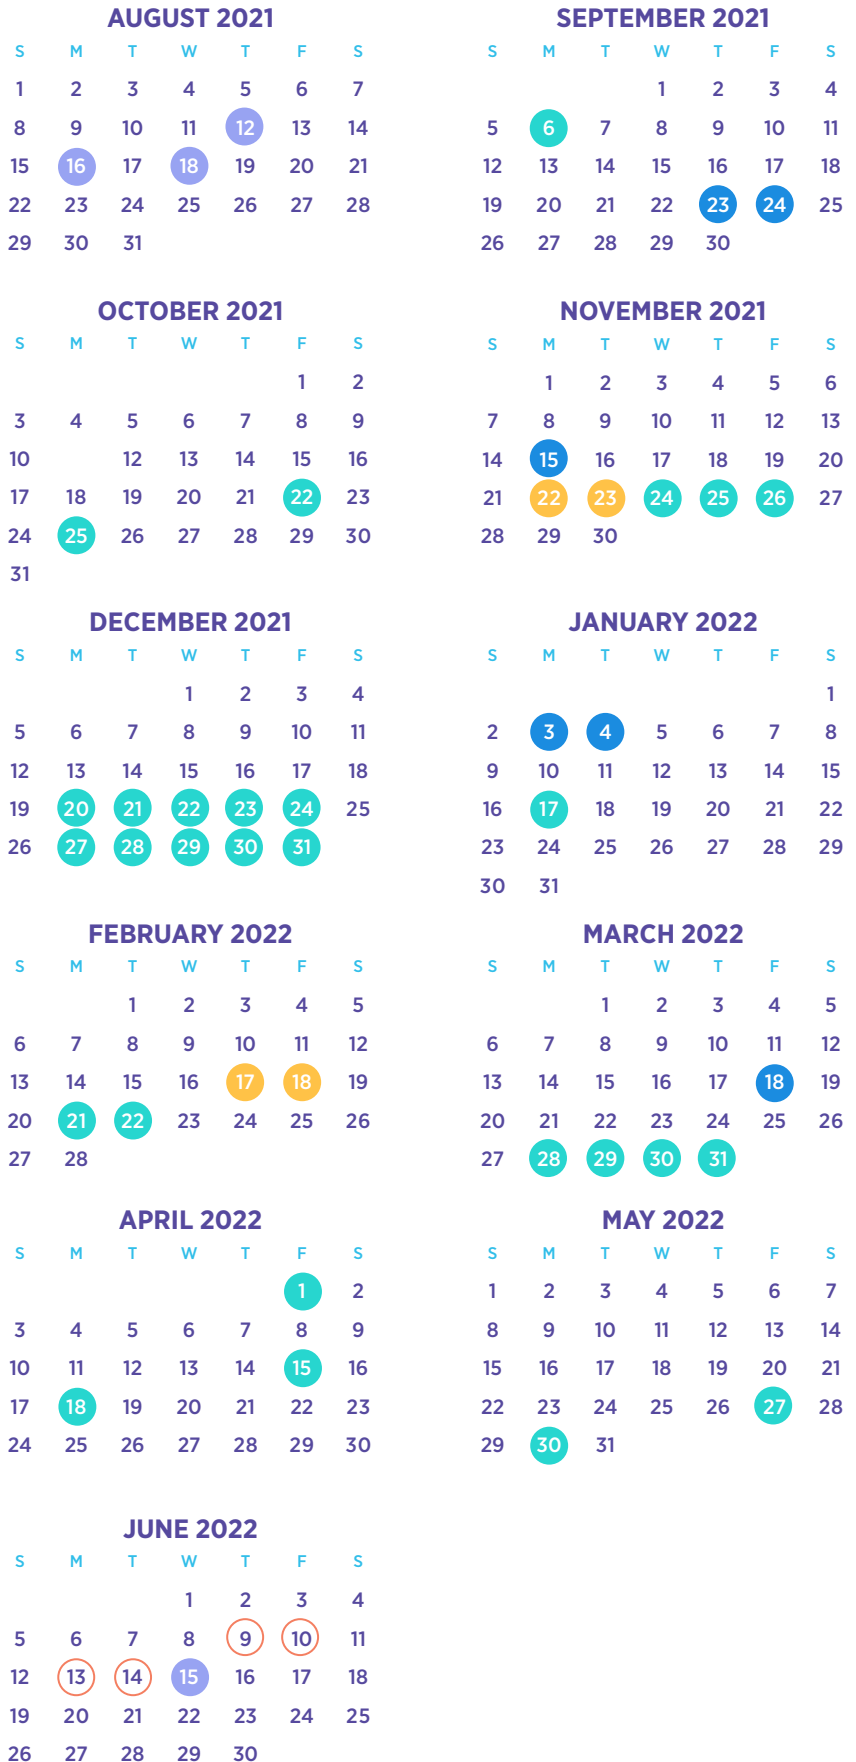 AUGUST 2021
S M T W T F S
1 2 3 4 5 6 7
8 9 10 11 12 13 14
15 16 17 18 19 20 21
22 23 24 25 26 27 28
29 30 31
SEPTEMBER 2021
S M T W T F S
1 2 3 4
5 6 7 8 9 10 11
12 13 14 15 16 17 18
19 20 21 22 23 24 25
26 27 28 29 30
OCTOBER 2021
S M T W T F S
1 2
3 4 5 6 7 8 9
10 12 13 14 15 16
17 18 19 20 21 22 23
24 25 26 27 28 29 30
31
NOVEMBER 2021
S M T W T F S
1 2 3 4 5 6
7 8 9 10 11 12 13
14 15 16 17 18 19 20
21 22 23 24 25 26 27
28 29 30
DECEMBER 2021
S M T W T F S
1 2 3 4
5 6 7 8 9 10 11
12 13 14 15 16 17 18
19 20 21 22 23 24 25
26 27 28 29 30 31
JANUARY 2022
S M T W T F S
1
2 3 4 5 6 7 8
9 10 11 12 13 14 15
16 17 18 19 20 21 22
23 24 25 26 27 28 29
30 31
FEBRUARY 2022
S M T W T F S
1 2 3 4 5
6 7 8 9 10 11 12
13 14 15 16 17 18 19
20 21 22 23 24 25 26
27 28
MARCH 2022
S M T W T F S
1 2 3 4 5
6 7 8 9 10 11 12
13 14 15 16 17 18 19
20 21 22 23 24 25 26
27 28 29 30 31
APRIL 2022
S M T W T F S
1 2
3 4 5 6 7 8 9
10 11 12 13 14 15 16
17 18 19 20 21 22 23
24 25 26 27 28 29 30
MAY 2022
S M T W T F S
1 2 3 4 5 6 7
8 9 10 11 12 13 14
15 16 17 18 19 20 21
22 23 24 25 26 27 28
29 30 31
JUNE 2022
S M T W T F S
1 2 3 4
5 6 7 8 9 10 11
12 13 14 15 16 17 18
19 20 21 22 23 24 25
26 27 28 29 30